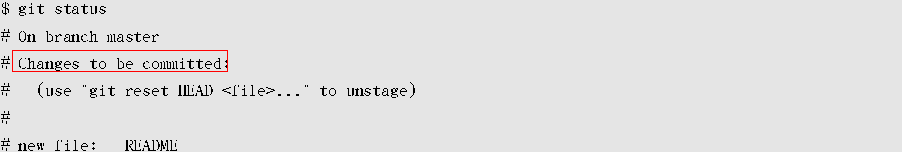 $ git status
# On branch master
# Changes to be committed:
#   (use "git reset HEAD <file>..." to unstage)
#
# new file:   README